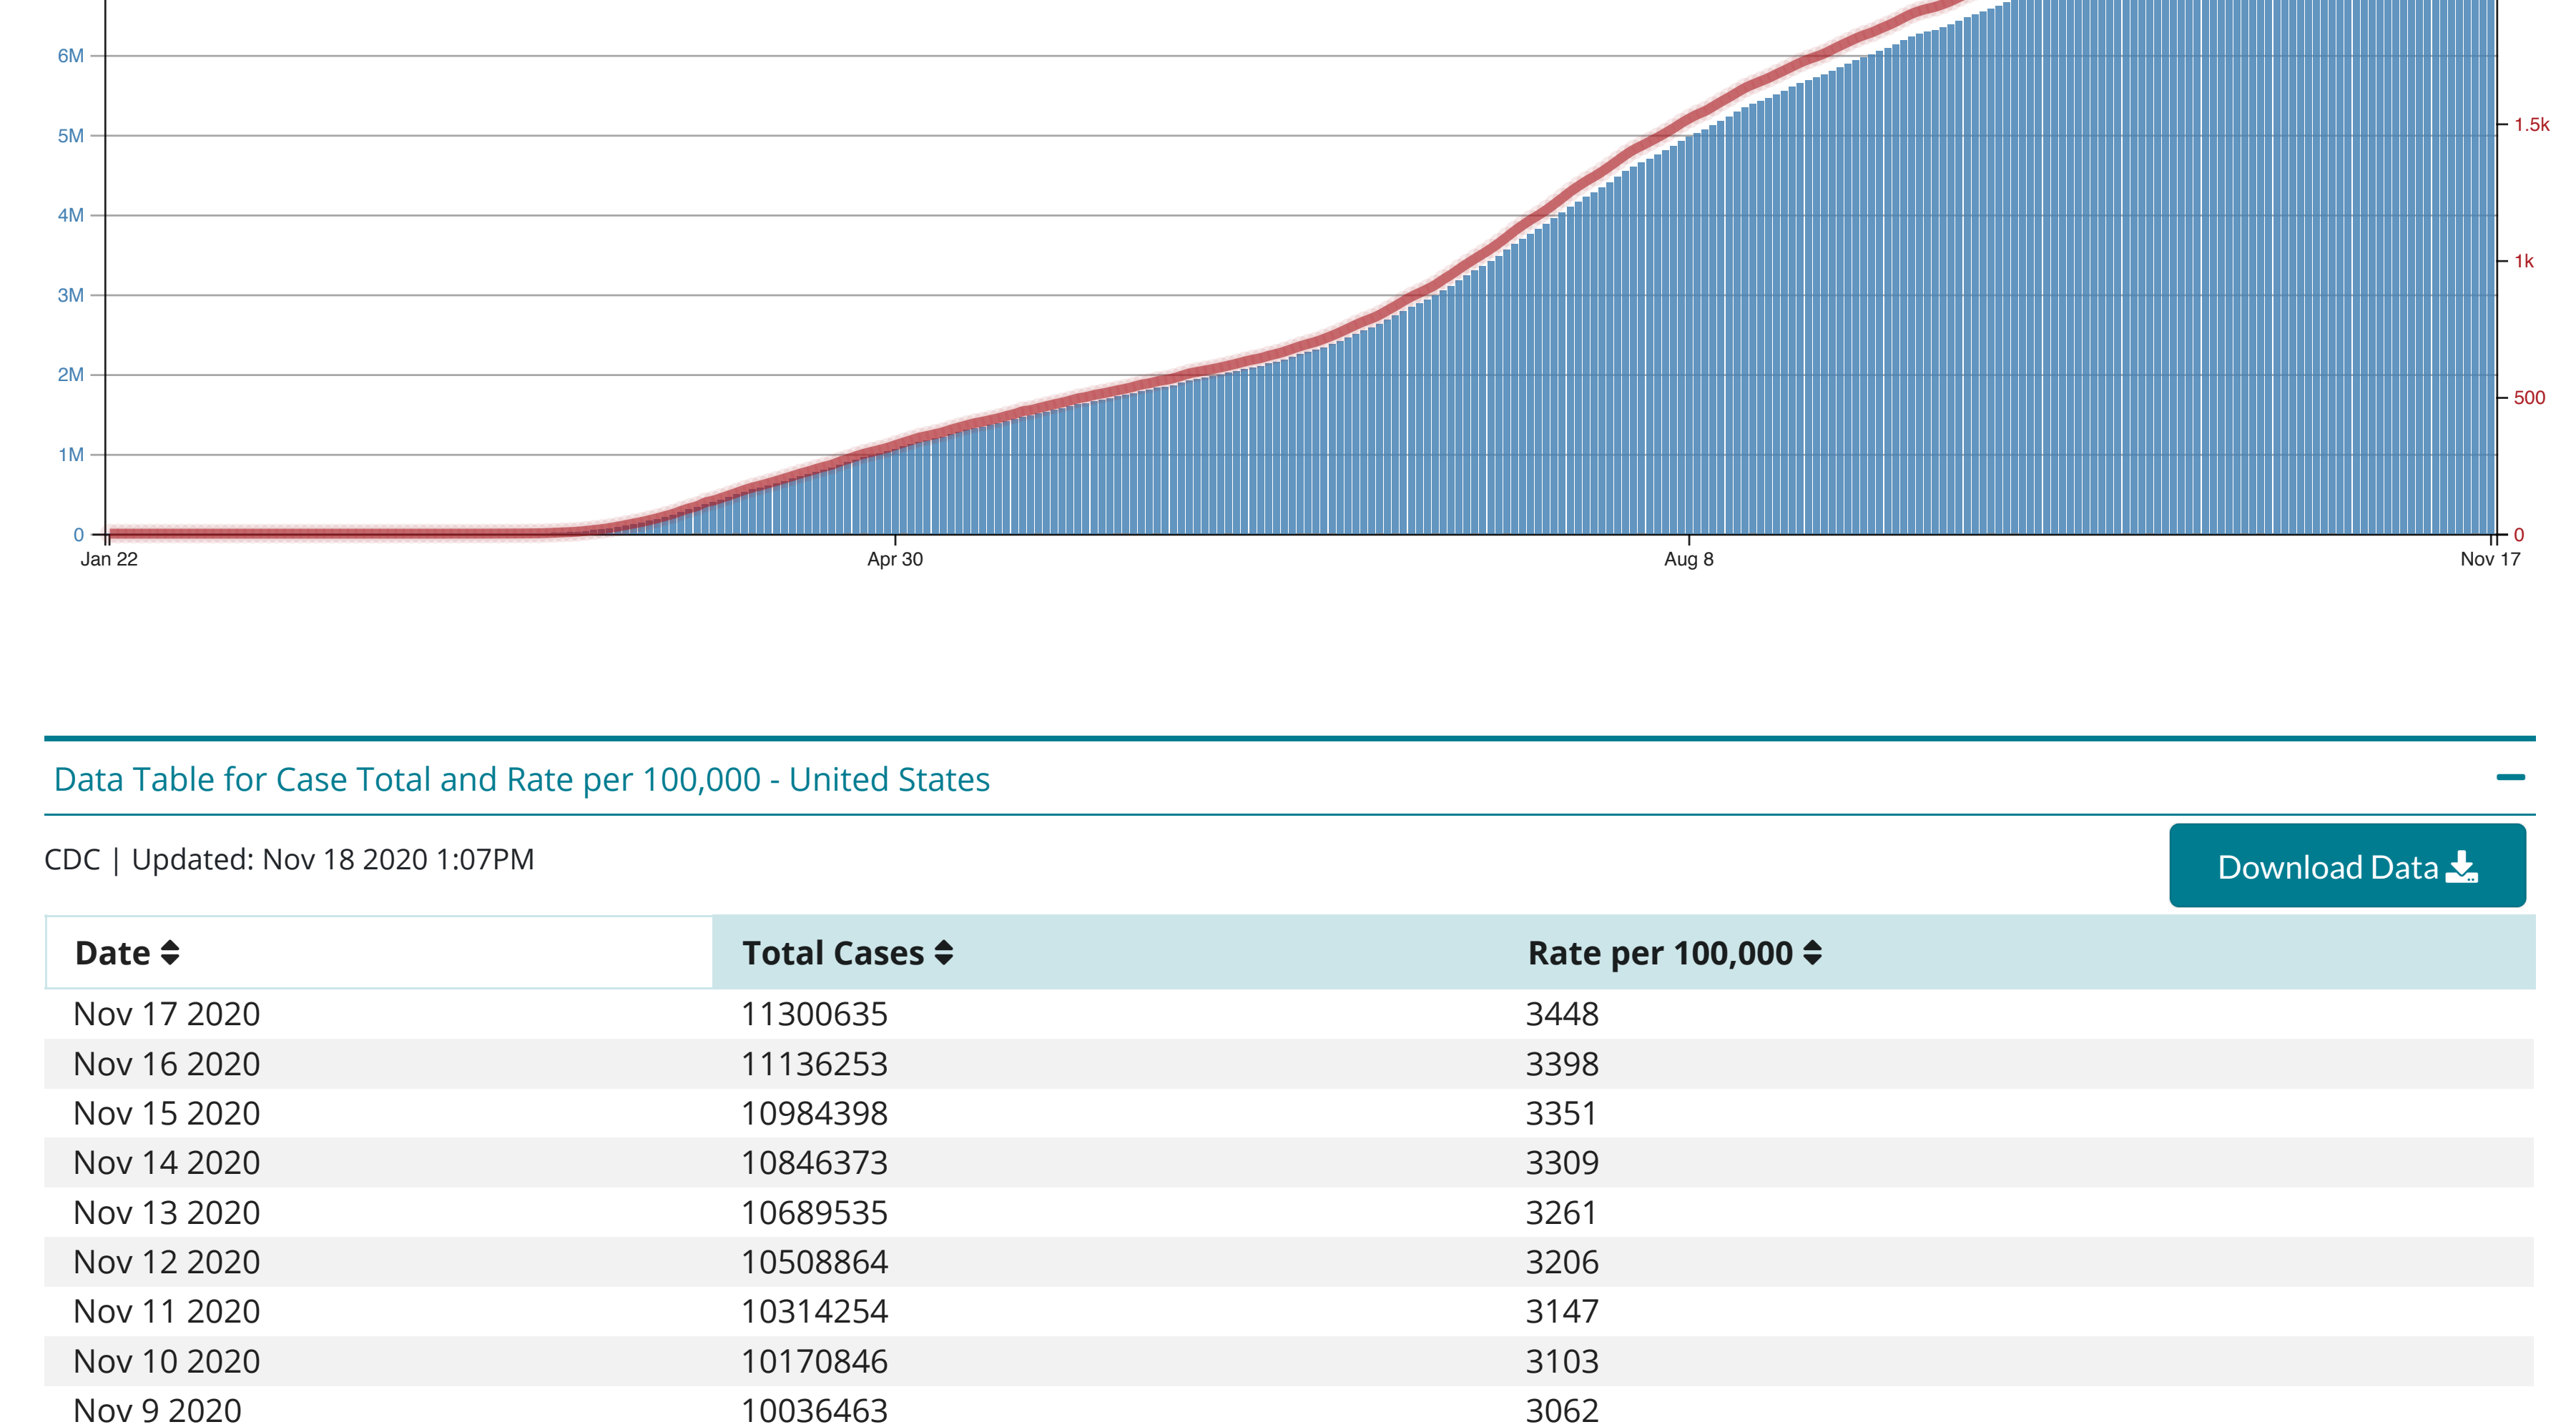 6M
5M
1.5k
4M
1k
3M
2M
500
1M
0
0
Jan 22
Apr 30
Aug 8
Nov 17
Data Table for Case Total and Rate per 100,000 - United States
CDC | Updated: Nov 18 2020 1:07PM
Download Data
Date Total Cases Rate per 100,000
Nov 17 2020 11300635 3448
Nov 16 2020 11136253 3398
Nov 15 2020 10984398 3351
Nov 14 2020 10846373 3309
Nov 13 2020 10689535 3261
Nov 12 2020 10508864 3206
Nov 11 2020 10314254 3147
Nov 10 2020 10170846 3103
Nov 9 2020 10036463 3062